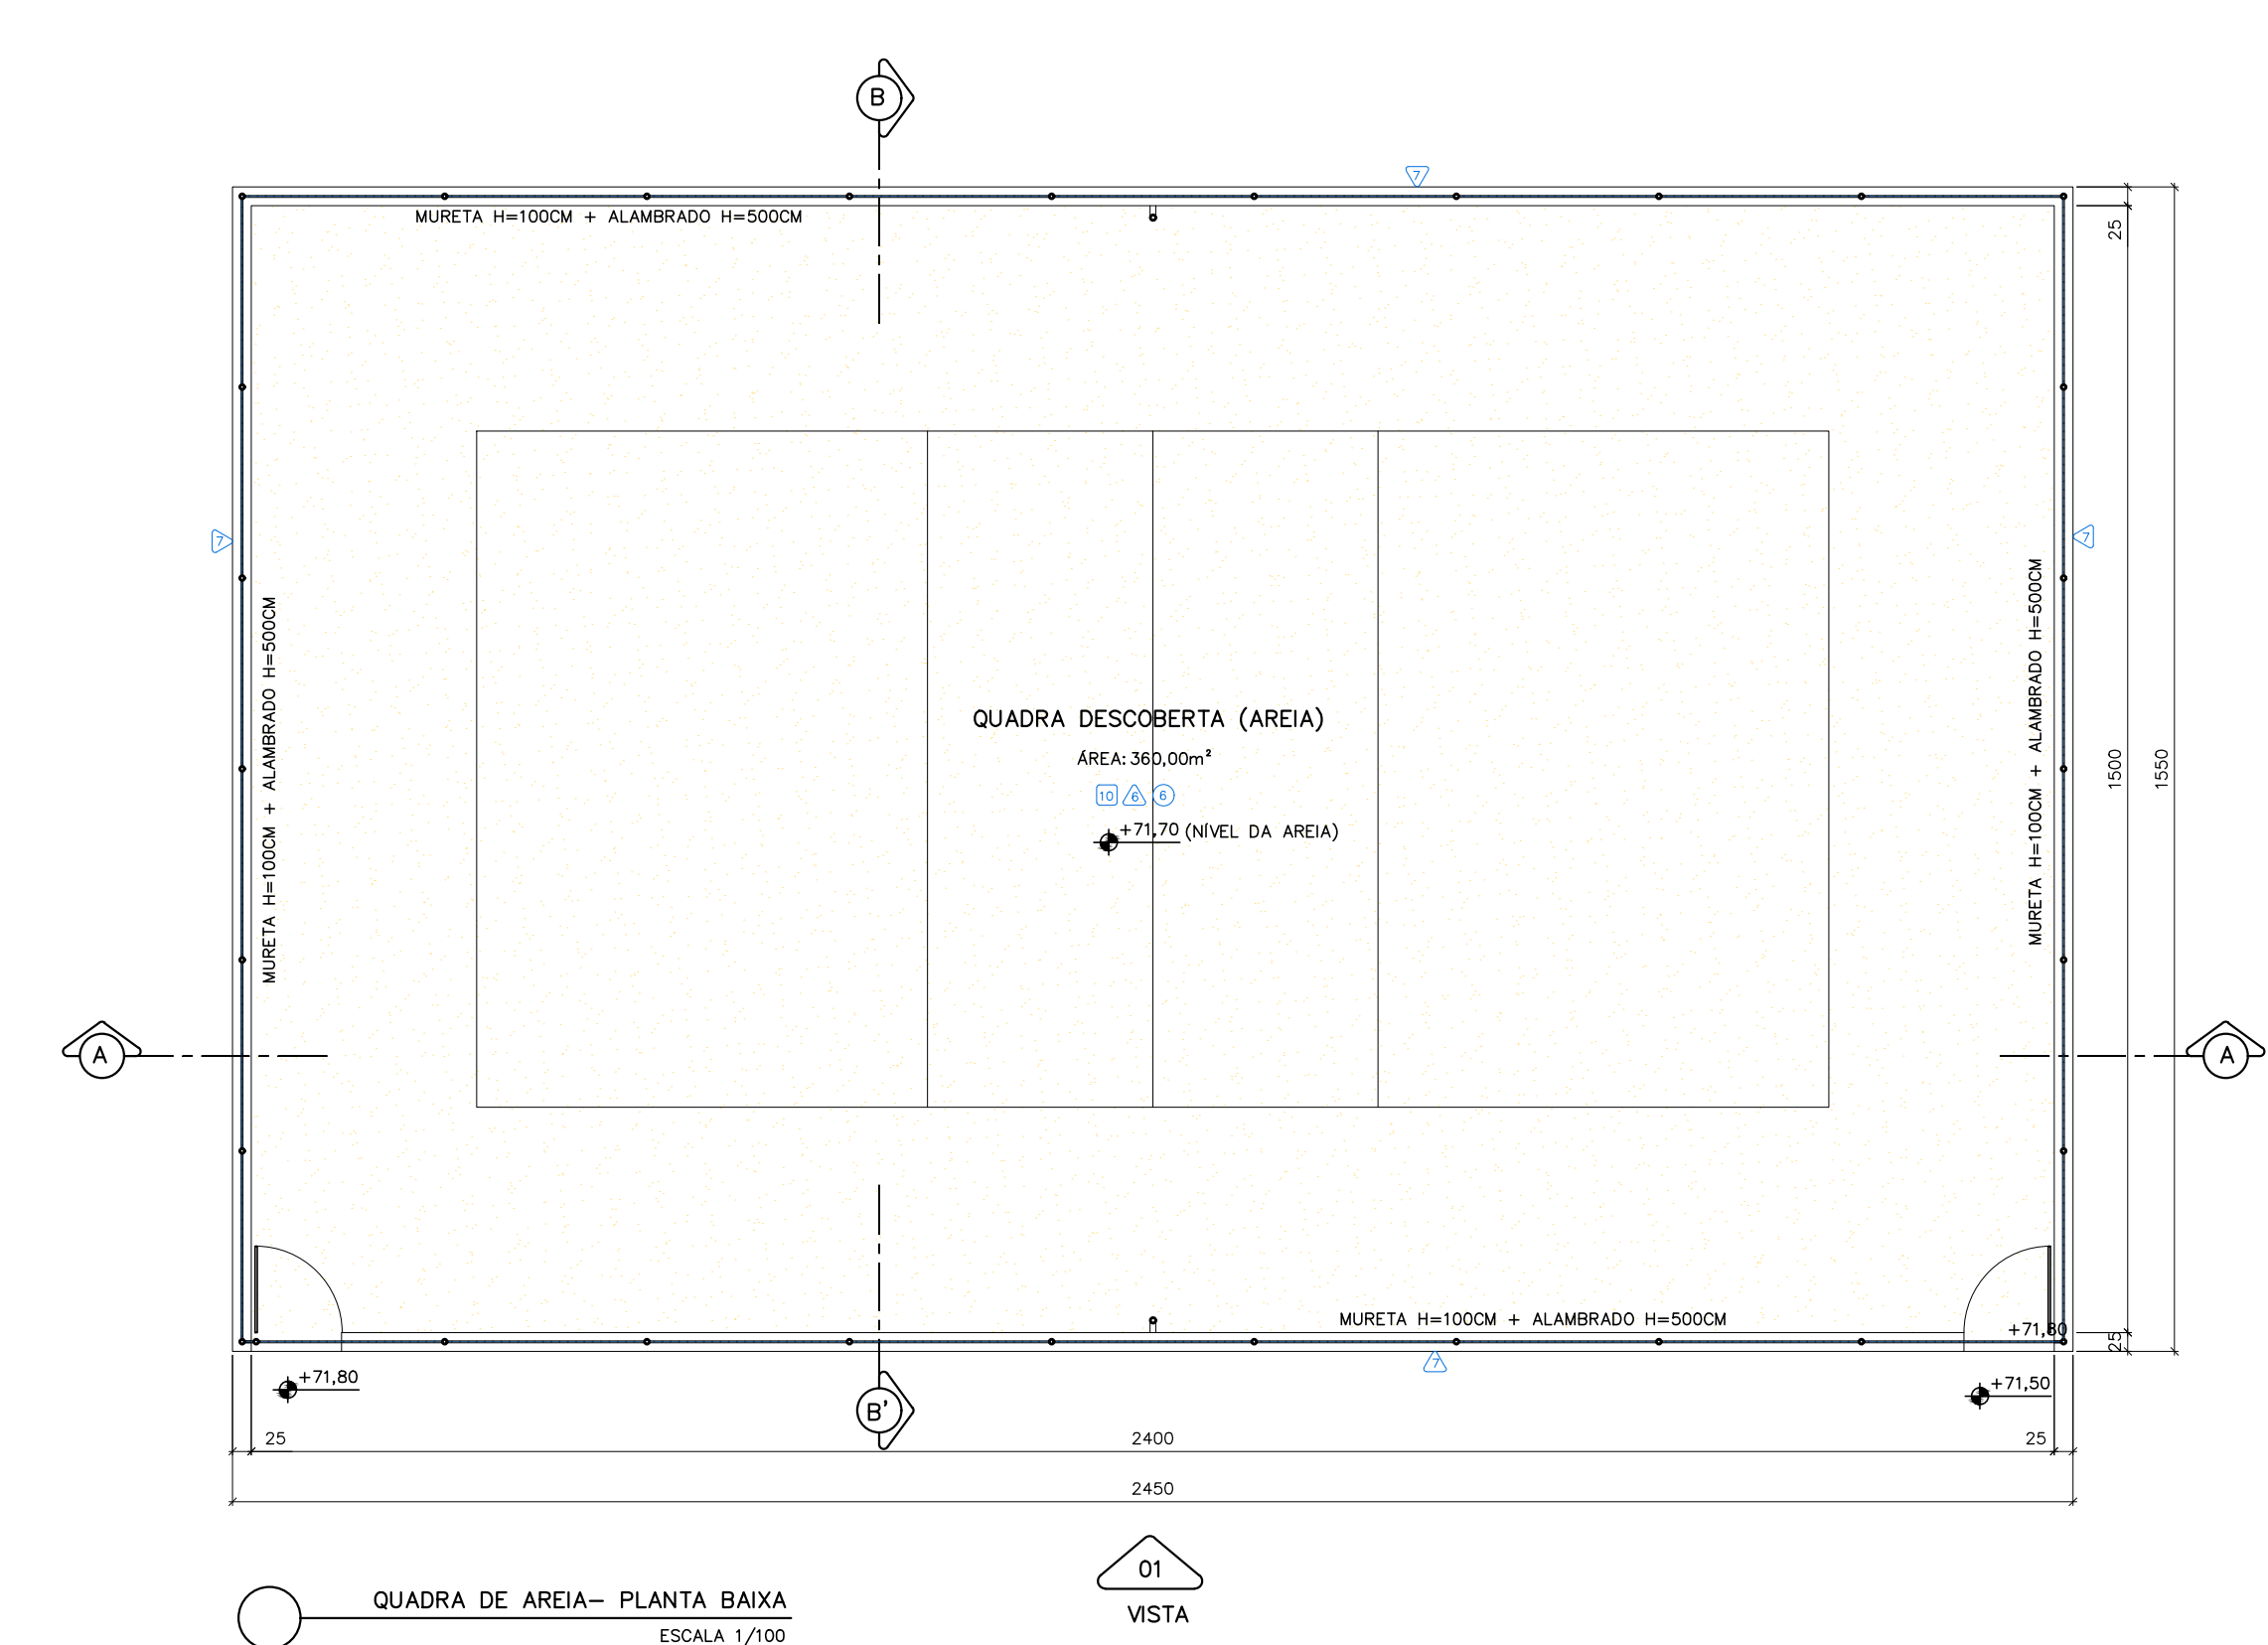 B
7
MURETA H=100CM + ALAMBRADO H=500CM
25
7
7
MURETA H=100CM + ALAMBRADO H=500CM
MURETA H=100CM + ALAMBRADO H=500CM
QUADRA DESCOBERTA (AREIA)
ÁREA: 360,00m²
10 6 6
+71,70 (NÍVEL DA AREIA)
1500
1550
A
A
MURETA H=100CM + ALAMBRADO H=500CM
+71,80
25
7
+71,80
+71,50
B'
25
2400
25
2450
01
VISTA
QUADRA DE AREIA– PLANTA BAIXA
ESCALA 1/100